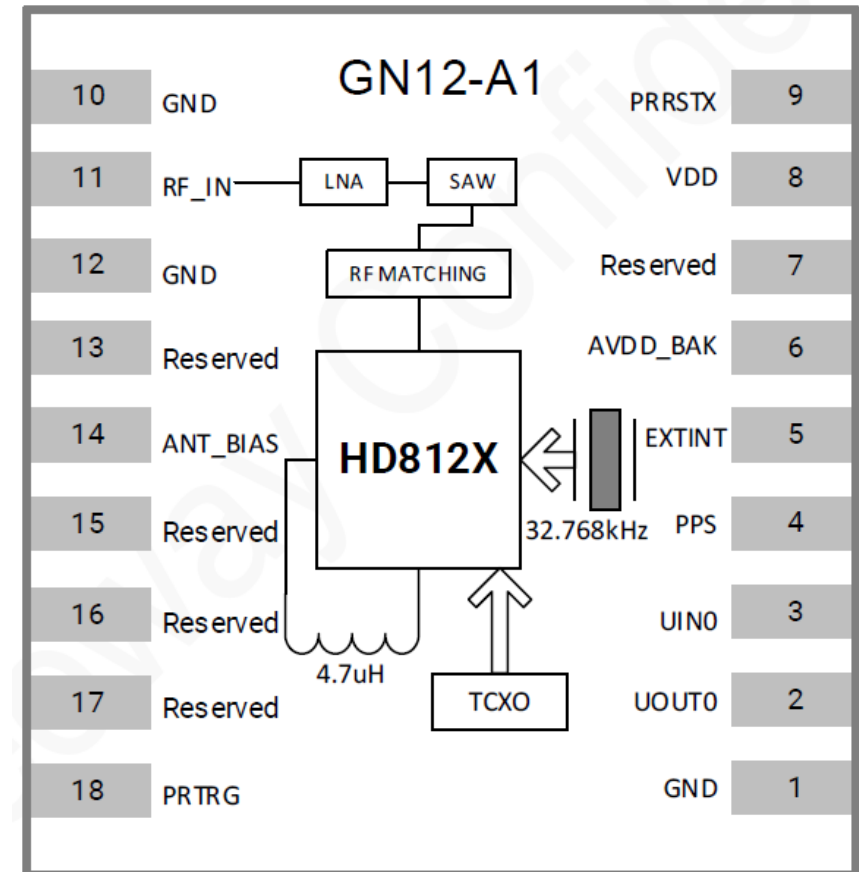 GN12-A1
10 GND
PRRSTX 9
11 RF_IN
LNA
SAW
VDD 8
12 GND
RF MATCHING
Reserved 7
13 Reserved
AVDD_BAK 6
14 ANT_BIAS
HD812X
EXTINT 5
15 Reserved
32.768kHz
PPS 4
16 Reserved
UIN0 3
4.7uH
17 Reserved
TCXO
UOUT0 2
18 PRTRG
GND 1